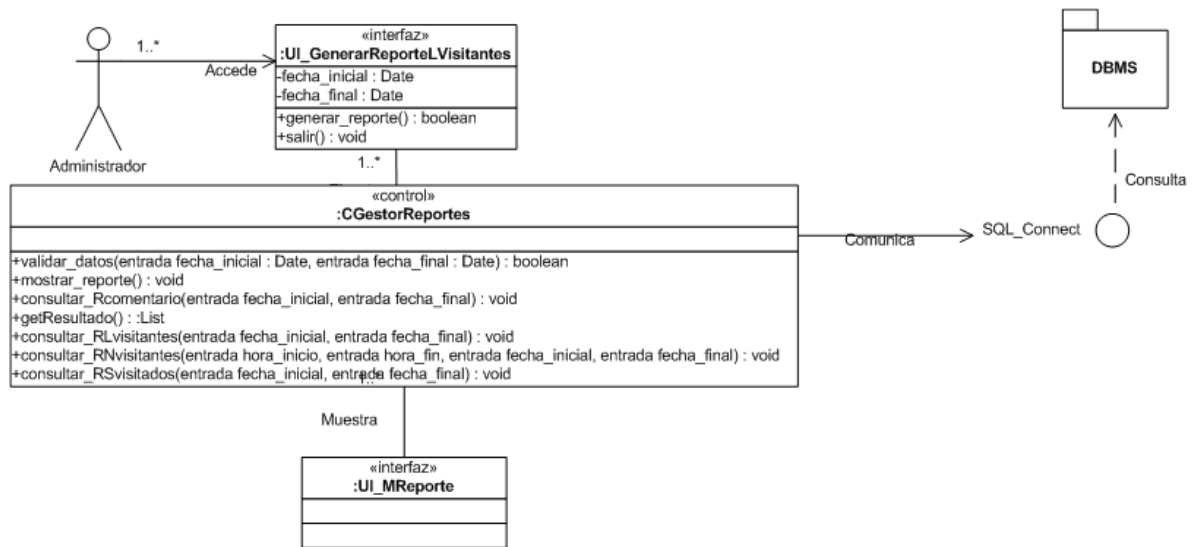 «interfaz»
:UI_GenerarReporteLVisitantes
-fecha_inicial : Date
-fecha_final : Date
+generar_reporte() : boolean
+salir() : void
1..*
Accede
Administrador
DBMS
Consulta
1..*
«control»
:CGestorReportes
+validar_datos(entrada fecha_inicial : Date, entrada fecha_final : Date) : boolean
+mostrar_reporte() : void
+consultar_Rcomentario(entrada fecha_inicial, entrada fecha_final) : void
+getResultado() : :List
+consultar_RLvisitantes(entrada fecha_inicial, entrada fecha_final) : void
+consultar_RNvisitantes(entrada hora_inicio, entrada hora_fin, entrada fecha_inicial, entrada fecha_final) : void
+consultar_RSvisitados(entrada fecha_inicial, entrada fecha_final) : void
Comunica
SQL_Connect
Muestra
«interfaz»
:UI_MReporte